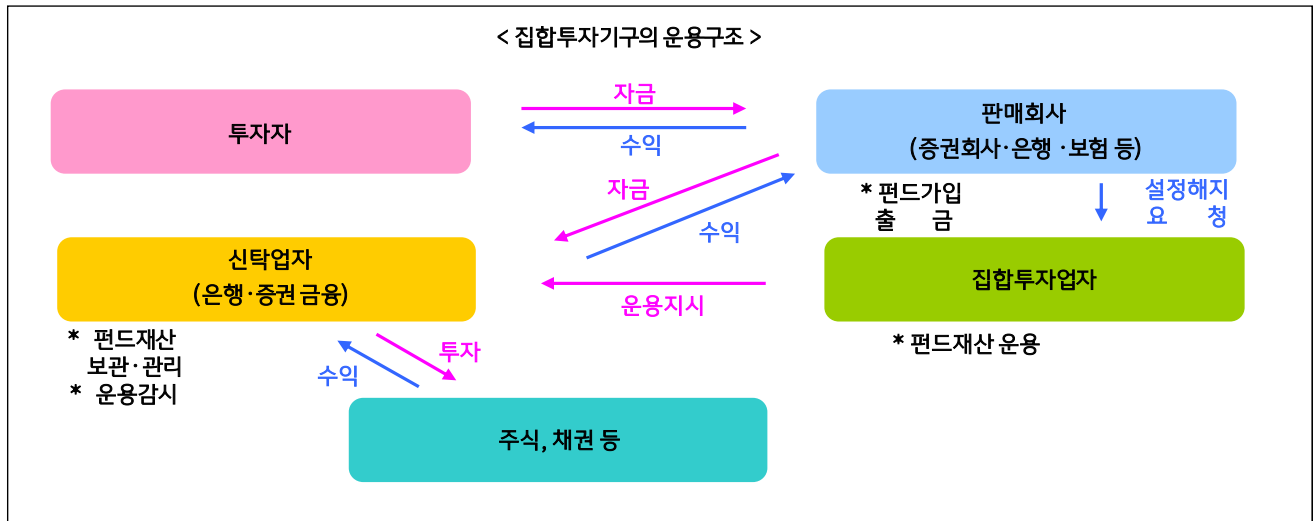 < 집합투자기구의 운용구조 >
투자자
자금
수익
판매회사
(증권회사·은행 ·보험 등)
자금
수익
* 펀드가입
출 금
설정해지
요 청
신탁업자
(은행·증권 금융)
운용지시
집합투자업자
* 펀드재산
보관·관리
* 운용감시
투자
수익
* 펀드재산 운용
주식, 채권 등